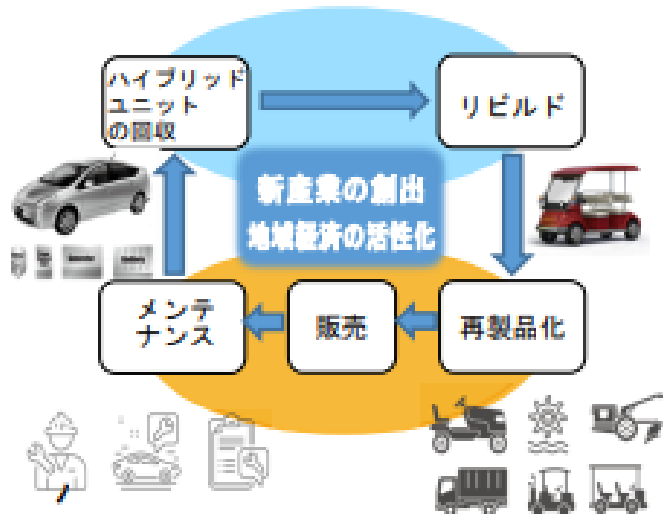 ハイブリッド
ユニット
の回収
リビルド
新産業の創出
地域経済の活性化
メンテ
ナンス
販売
再製品化